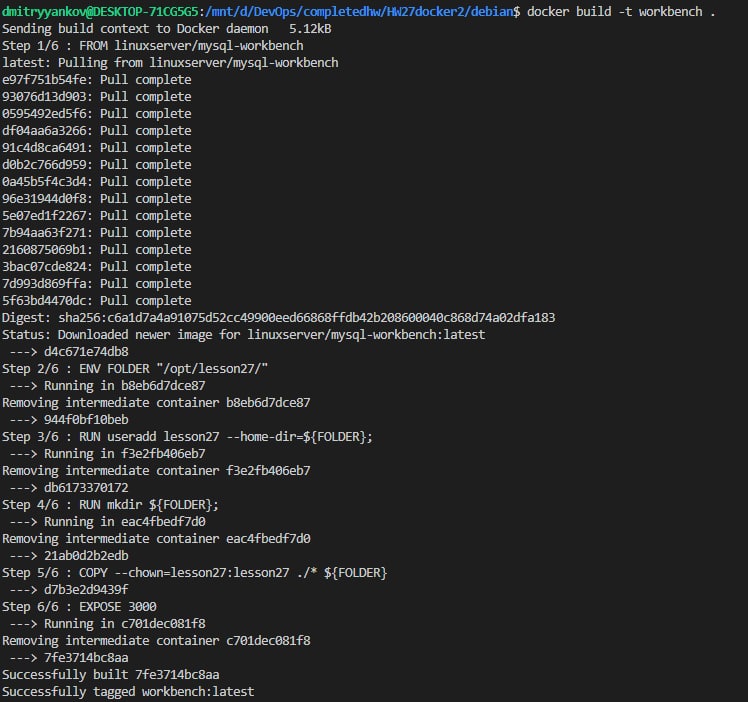 dmitryyankov@DESKTOP-71CG5G5:/mnt/d/DevOps/completedhw/HW27docker2/debian$ docker build -t workbench .
Sending build context to Docker daemon   5.12kB
Step 1/6 : FROM linuxserver/mysql-workbench
latest: Pulling from linuxserver/mysql-workbench
e97f751b54fe: Pull complete
93076d13d903: Pull complete
0595492ed5f6: Pull complete
df04aa6a3266: Pull complete
91c4d8ca6491: Pull complete
d0b2c766d959: Pull complete
0a45b5f4c3d4: Pull complete
96e31944d0f8: Pull complete
5e07ed1f2267: Pull complete
7b94aa63f271: Pull complete
2160875069b1: Pull complete
3bac07cde824: Pull complete
7d993d869ffa: Pull complete
5f63bd4470dc: Pull complete
Digest: sha256:c6a1d7a4a91075d52cc49900eed66868ffdb42b208600040c868d74a02dfa183
Status: Downloaded newer image for linuxserver/mysql-workbench:latest
 ---> d4c671e74db8
Step 2/6 : ENV FOLDER "/opt/lesson27/"
 ---> Running in b8eb6d7dce87
Removing intermediate container b8eb6d7dce87
 ---> 944f0bf10beb
Step 3/6 : RUN useradd lesson27 --home-dir=${FOLDER};
 ---> Running in f3e2fb406eb7
Removing intermediate container f3e2fb406eb7
 ---> db6173370172
Step 4/6 : RUN mkdir ${FOLDER};
 ---> Running in eac4fbedf7d0
Removing intermediate container eac4fbedf7d0
 ---> 21ab0d2b2edb
Step 5/6 : COPY --chown=lesson27:lesson27 ./* ${FOLDER}
 ---> d7b3e2d9439f
Step 6/6 : EXPOSE 3000
 ---> Running in c701dec081f8
Removing intermediate container c701dec081f8
 ---> 7fe3714bc8aa
Successfully built 7fe3714bc8aa
Successfully tagged workbench:latest